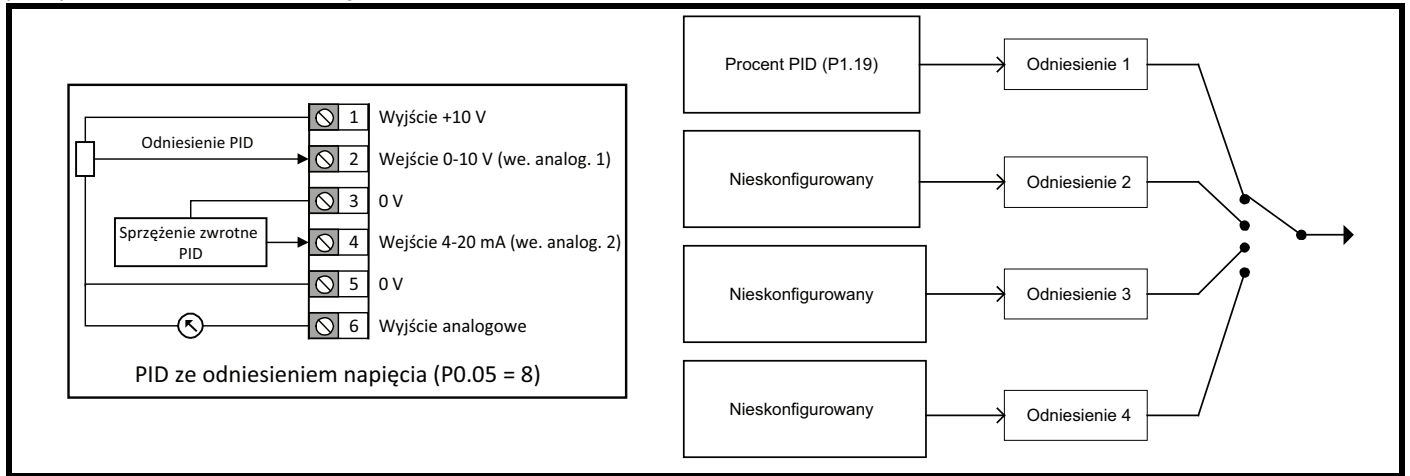 1 Wyjście +10 V
Odniesienie PID
2 Wejście 0-10 V (we. analog. 1)
3 0 V
Sprzężenie zwrotne
PID
4 Wejście 4-20 mA (we. analog. 2)
5 0 V
6 Wyjście analogowe
PID ze odniesieniem napięcia (P0.05 = 8)
Procent PID (P1.19)
Odniesienie 1
Nieskonfigurowany
Odniesienie 2
Nieskonfigurowany
Odniesienie 3
Nieskonfigurowany
Odniesienie 4